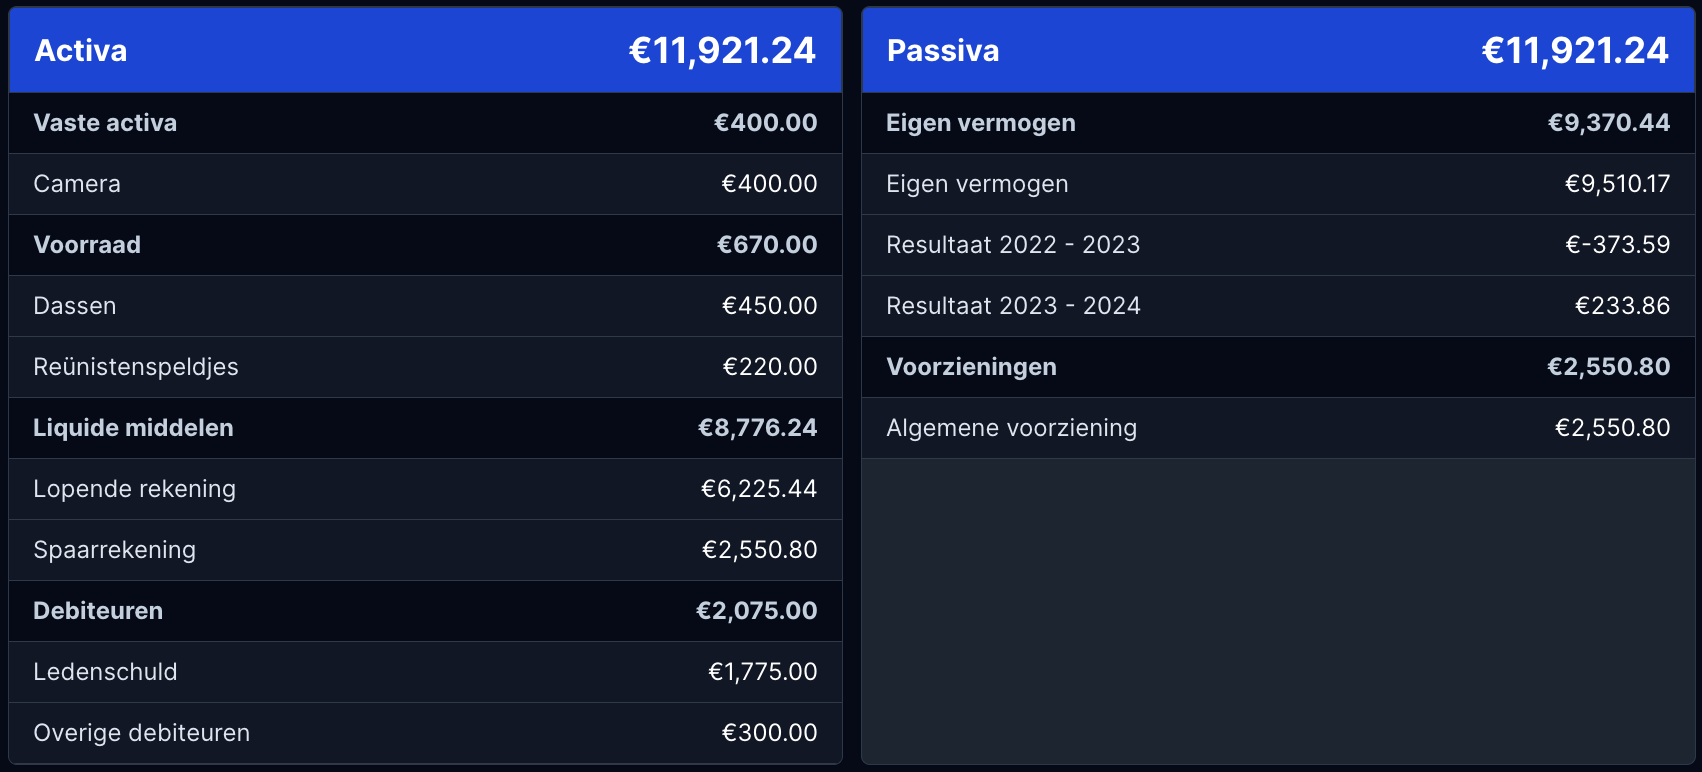 Activa €11,921.24
Vaste activa €400.00
Camera €400.00
Voorraad €670.00
Dassen €450.00
Reünistenspeldjes €220.00
Liquide middelen €8,776.24
Lopende rekening €6,225.44
Spaarrekening €2,550.80
Debiteuren €2,075.00
Ledenschuld €1,775.00
Overige debiteuren €300.00
Passiva €11,921.24
Eigen vermogen €9,370.44
Eigen vermogen €9,510.17
Resultaat 2022 - 2023 €-373.59
Resultaat 2023 - 2024 €233.86
Voorzieningen €2,550.80
Algemene voorziening €2,550.80